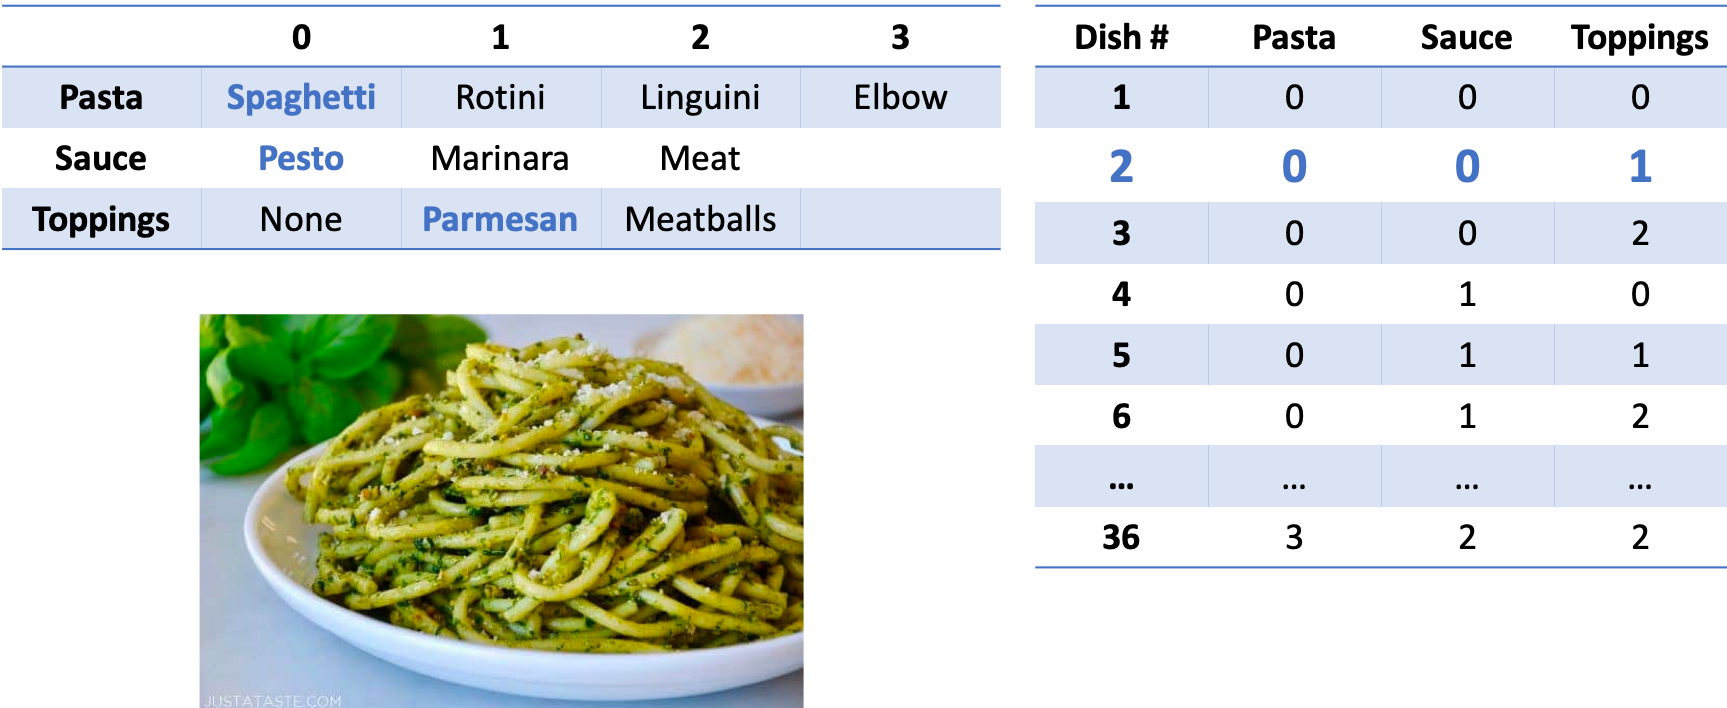 0 1 2 3
Pasta Spaghetti Rotini Linguini Elbow
Sauce Pesto Marinara Meat
Toppings None Parmesan Meatballs
Dish # Pasta Sauce Toppings
1 0 0 0
2 0 0 1
3 0 0 2
4 0 1 0
5 0 1 1
6 0 1 2
... ... ... ...
36 3 2 2
JUSTATASTE.COM